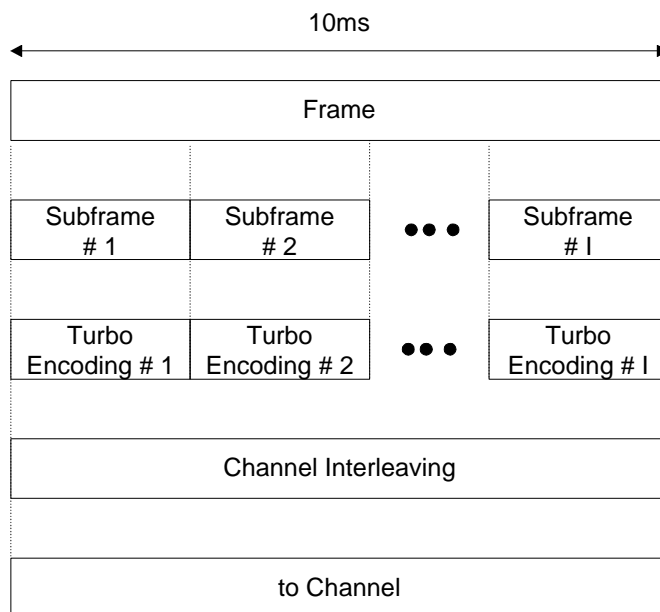 10ms
Frame
Subframe
# 1
Subframe
# 2
Subframe
# I
Turbo
Encoding # 1
Turbo
Encoding # 2
Turbo
Encoding # I
Channel Interleaving
to Channel